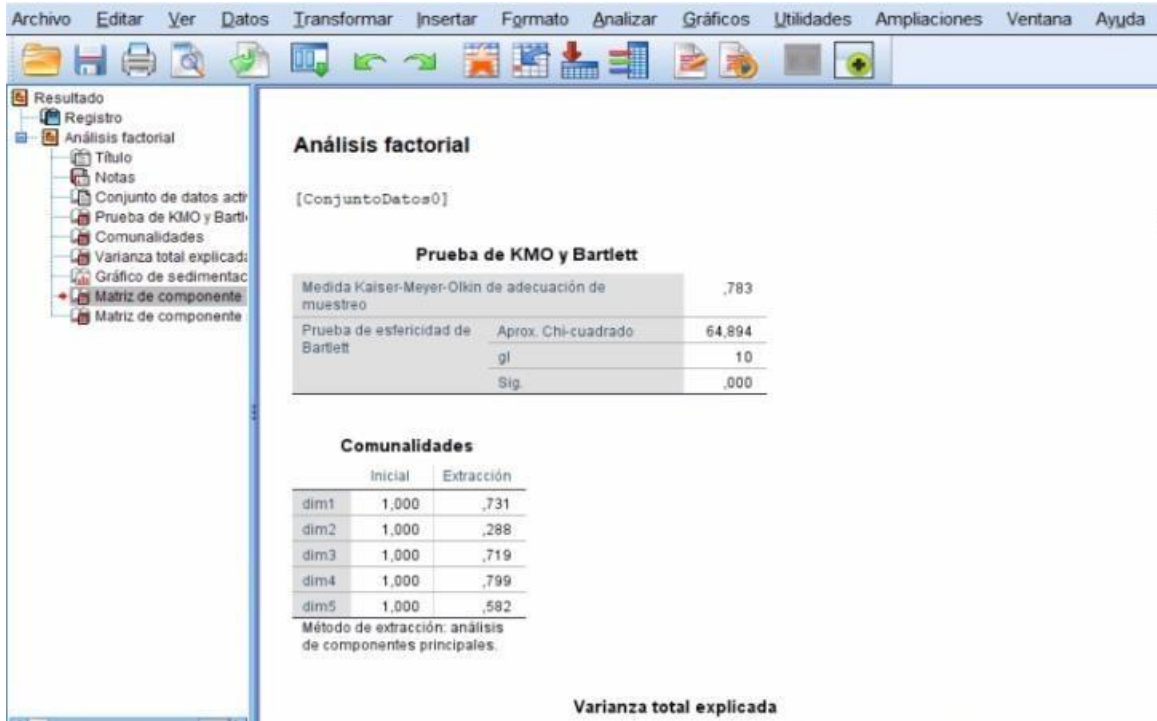 Archivo Editar Ver Datos Transformar Insertar Formato Analizar Gráficos Utilidades Ampliaciones Ventana Ayuda
Resultado
Registro
Análisis factorial
Título
Notas
Conjunto de datos acti
Prueba de KMO y Bartl
Comunalidades
Varianza total explicada
Gráfico de sedimentac
Matriz de componente
Matriz de componente
Análisis factorial
[ConjuntoDatos0]
Prueba de KMO y Bartlett
Medida Kaiser-Meyer-Olkin de adecuación de ,783
muestreo
Prueba de esfericidad de Aprox. Chi-cuadrado 64,894
Bartlett
gl 10
Sig. ,000
Comunalidades
Inicial Extracción
dim1 1,000 ,731
dim2 1,000 ,288
dim3 1,000 ,719
dim4 1,000 ,799
dim5 1,000 ,582
Método de extracción: análisis
de componentes principales.
Varianza total explicada